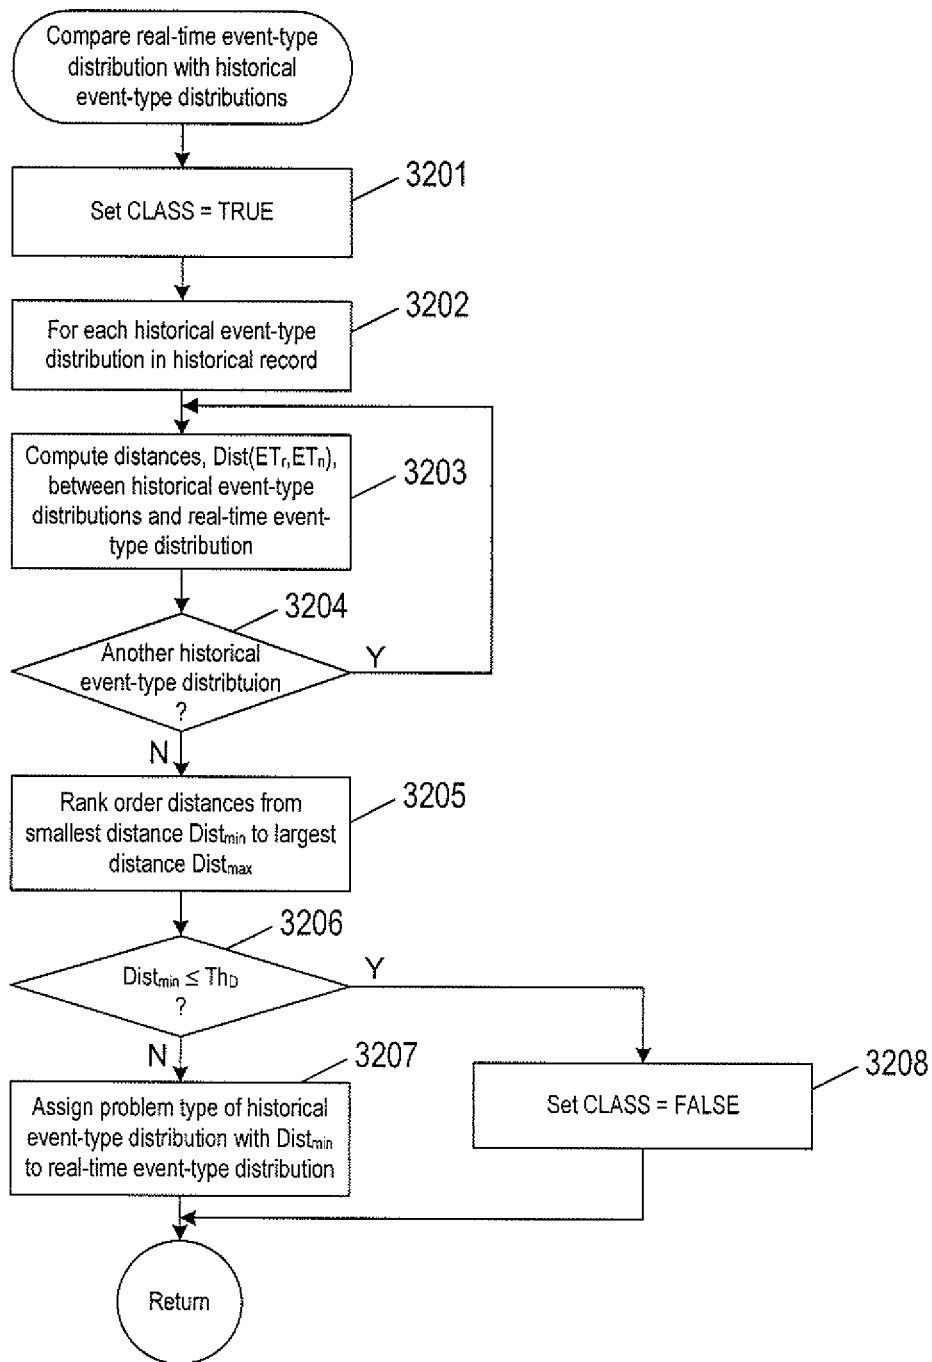 Compare real-time event-type
distribution with historical
event-type distributions
3201
Set CLASS = TRUE
3202
For each historical event-type
distribution in historical record
Compute distances, Dist(ETr,ETn),
between historical event-type
distributions and real-time event-
type distribution
3203
3204
Another historical
event-type distribtuion
?
Y
N
3205
Rank order distances from
smallest distance Distmin to largest
distance Distmax
3206
Distmin ≤ ThD
?
Y
N
3207
Assign problem type of historical
event-type distribution with Distmin
to real-time event-type distribution
3208
Set CLASS = FALSE
Return